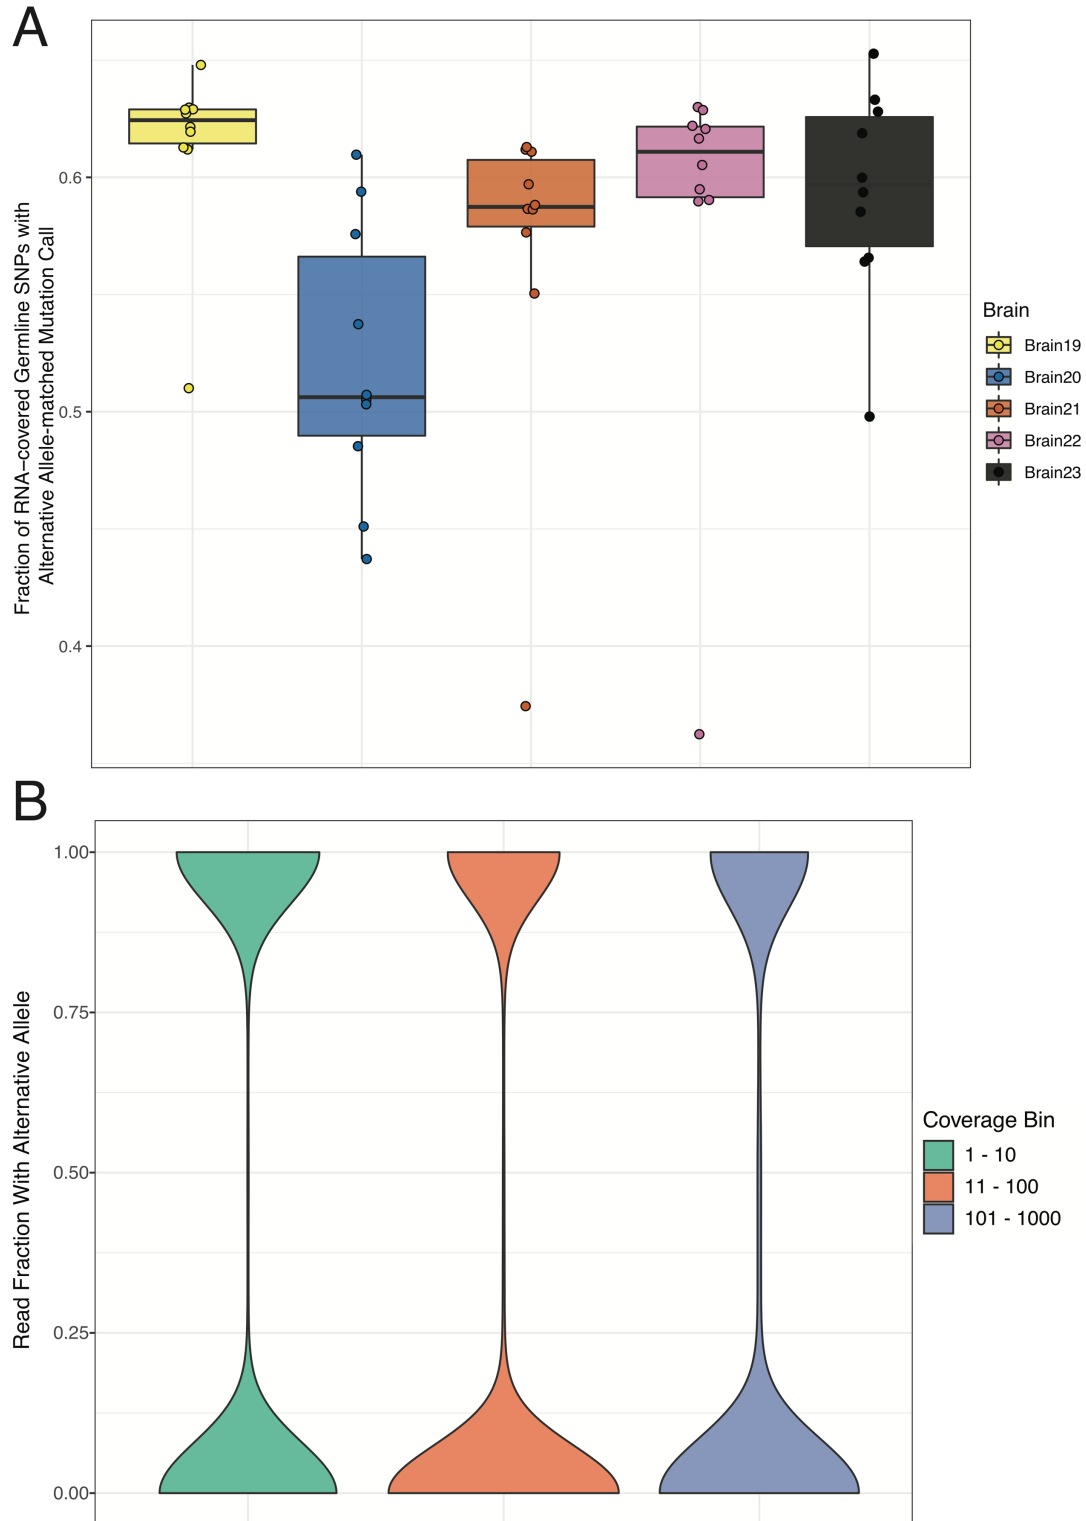 A
Fraction of RNA−covered Germline SNPs with
Alternative Allele-matched Mutation Call
0.6
0.5
0.4
Brain
Brain19
Brain20
Brain21
Brain22
Brain23
B
Read Fraction With Alternative Allele
1.00
0.75
0.50
0.25
0.00
Coverage Bin
1 - 10
11 - 100
101 - 1000